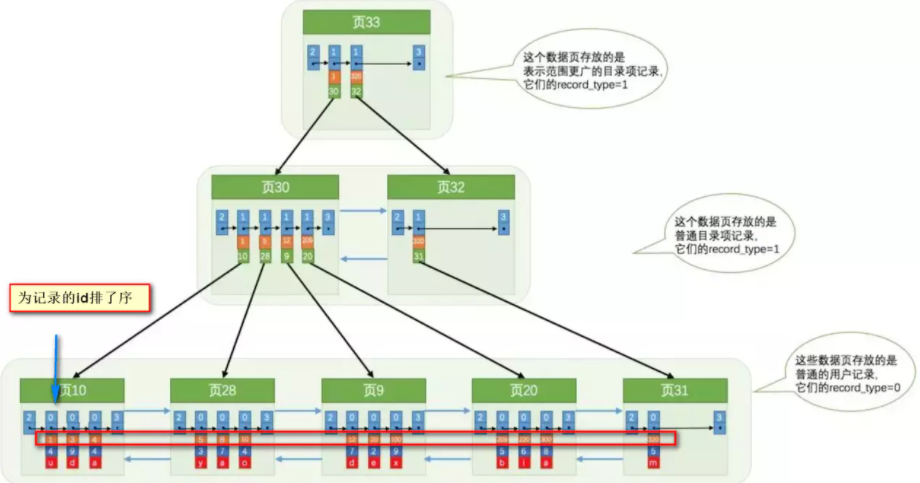 页33
2 1 1 3
1 320
30 32
这个数据页存放的是
表示范围更广的目录项记录,
它们的record_type=1
页30 页32
2 1 1 1 1 3 2 1 3
1 5 12 209 320
10 28 9 20 31
这个数据页存放的是
普通目录项记录,
它们的record_type=1
为记录的id排了序
页10 页28 页9 页20 页31
这些数据页存放的是
普通的用户记录,
它们的record_type=0
2 0 0 0 3 2 0 0 0 3 2 0 0 0 3 2 0 0 0 3 2 0 3
1 3 4 5 10 12 20 100 209 220 300 320
4 9 4 3 7 4 7 2 9 5 6 8 5
u d a y a o d e x b i a m